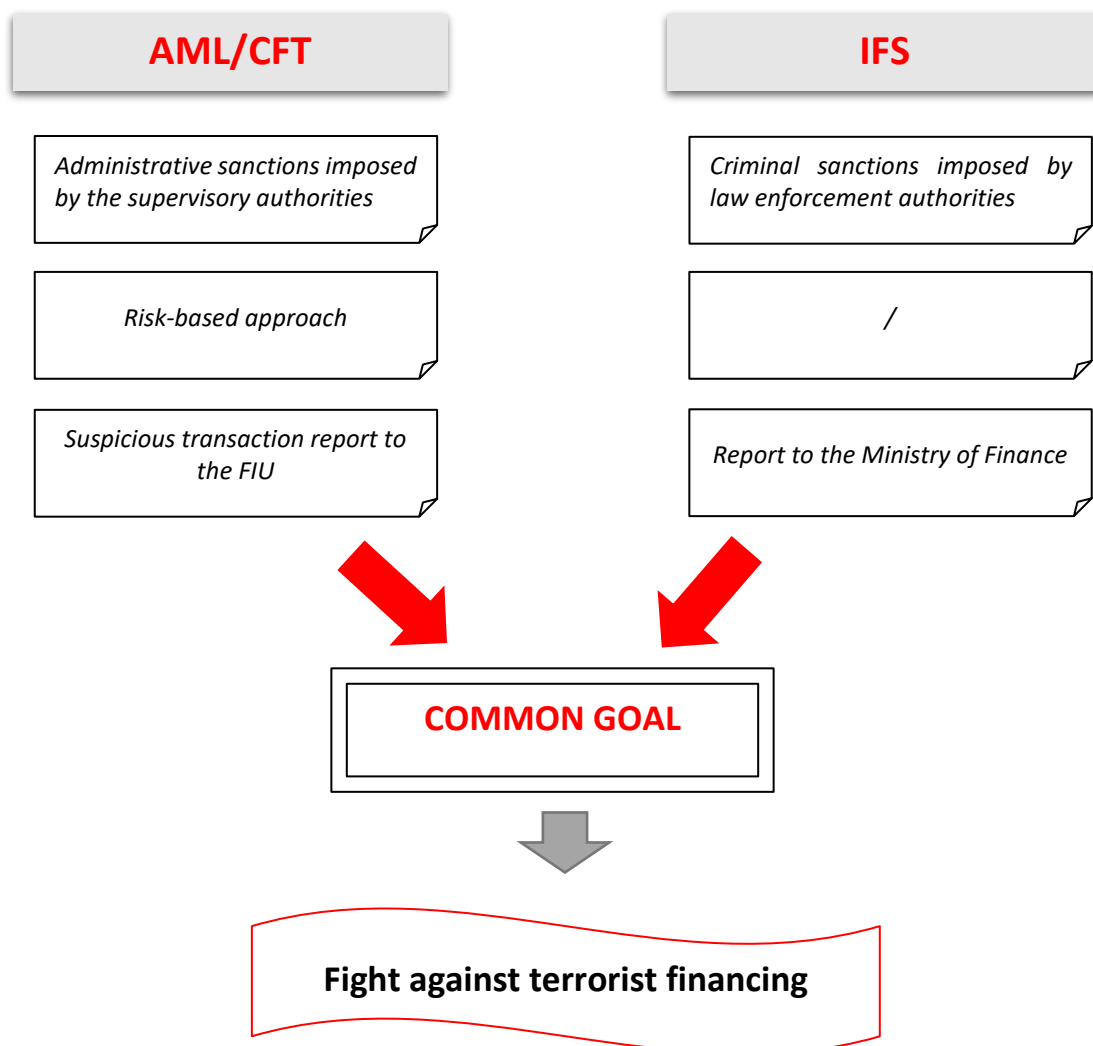 AML/CFT
IFS
Administrative sanctions imposed
by the supervisory authorities
Criminal sanctions imposed by
law enforcement authorities
Risk-based approach
/
Suspicious transaction report to
the FIU
Report to the Ministry of Finance
COMMON GOAL
Fight against terrorist financing